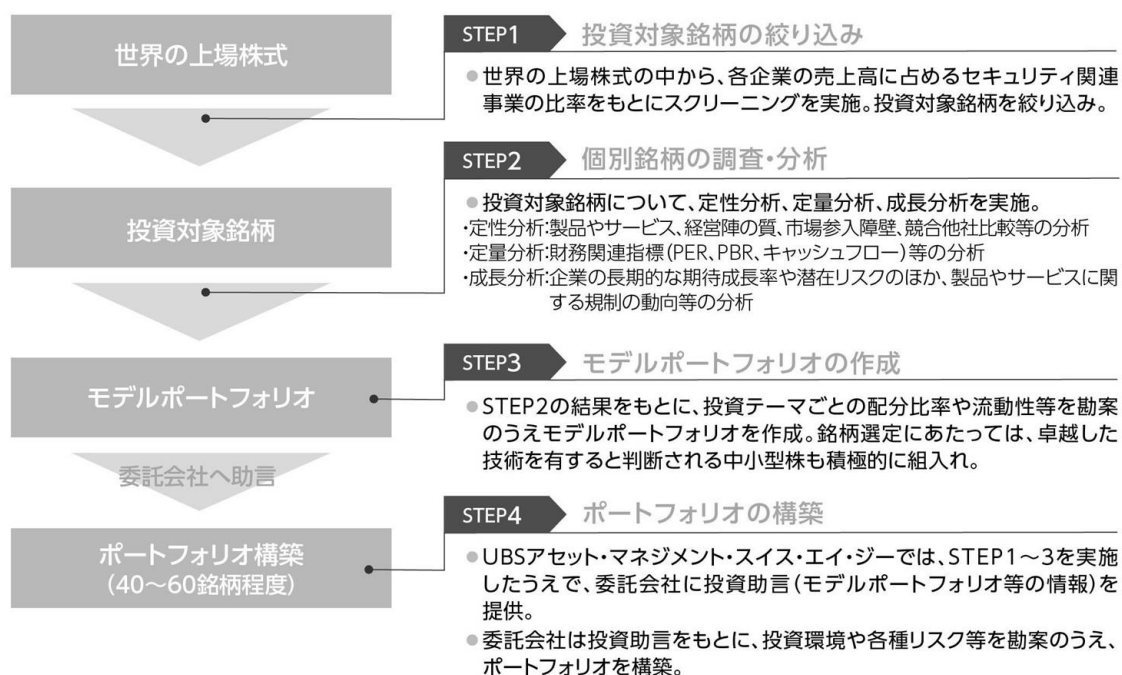 世界の上場株式
STEP1 投資対象銘柄の絞り込み
●世界の上場株式の中から、各企業の売上高に占めるセキュリティ関連
事業の比率をもとにスクリーニングを実施。投資対象銘柄を絞り込み。
投資対象銘柄
STEP2 個別銘柄の調査・分析
●投資対象銘柄について、定性分析、定量分析、成長分析を実施。
・定性分析:製品やサービス、経営陣の質、市場参入障壁、競合他社比較等の分析
・定量分析:財務関連指標(PER、PBR、キャッシュフロー)等の分析
・成長分析:企業の長期的な期待成長率や潜在リスクのほか、製品やサービスに関
する規制の動向等の分析
モデルポートフォリオ
STEP3 モデルポートフォリオの作成
●STEP2の結果をもとに、投資テーマごとの配分比率や流動性等を勘案
のうえモデルポートフォリオを作成。銘柄選定にあたっては、卓越した
技術を有すると判断される中小型株も積極的に組入れ。
委託会社へ助言
ポートフォリオ構築
(40～60銘柄程度)
STEP4 ポートフォリオの構築
●UBSアセット・マネジメント・スイス・エイ・ジーでは、STEP1～3を実施
したうえで、委託会社に投資助言(モデルポートフォリオ等の情報)を
提供。
●委託会社は投資助言をもとに、投資環境や各種リスク等を勘案のうえ、
ポートフォリオを構築。